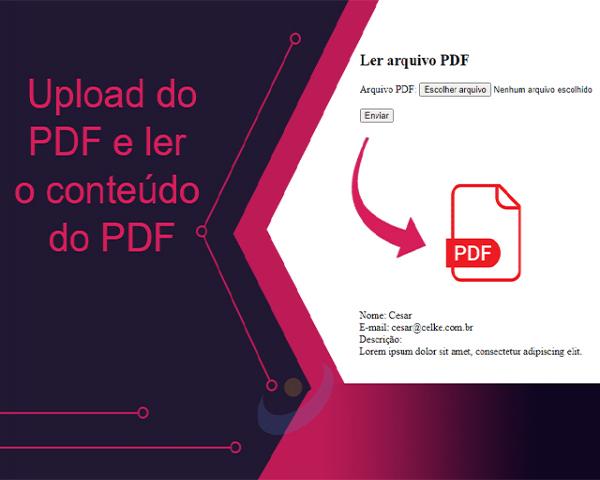 Upload do
PDF e ler
o conteúdo
do PDF
Ler arquivo PDF
Arquivo PDF: Escolher arquivo Nenhum arquivo escolhido
Enviar
PDF
Nome: Cesar
E-mail: cesar@celke.com.br
Descrição:
Lorem ipsum dolor sit amet, consectetur adipiscing elit.